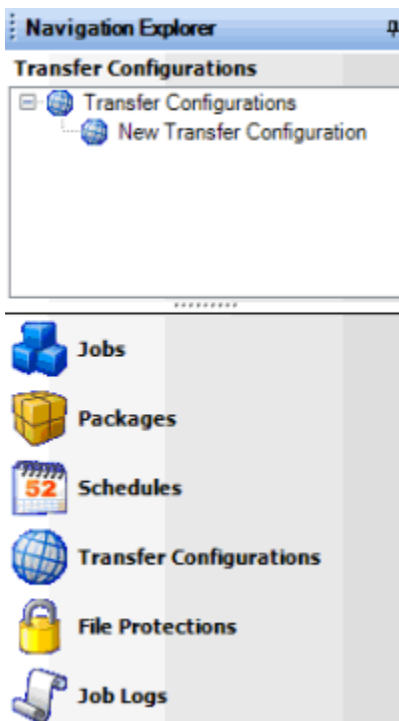 Navigation Explorer
Transfer Configurations
Transfer Configurations
New Transfer Configuration
Jobs
Packages
52
Schedules
Transfer Configurations
File Protections
Job Logs